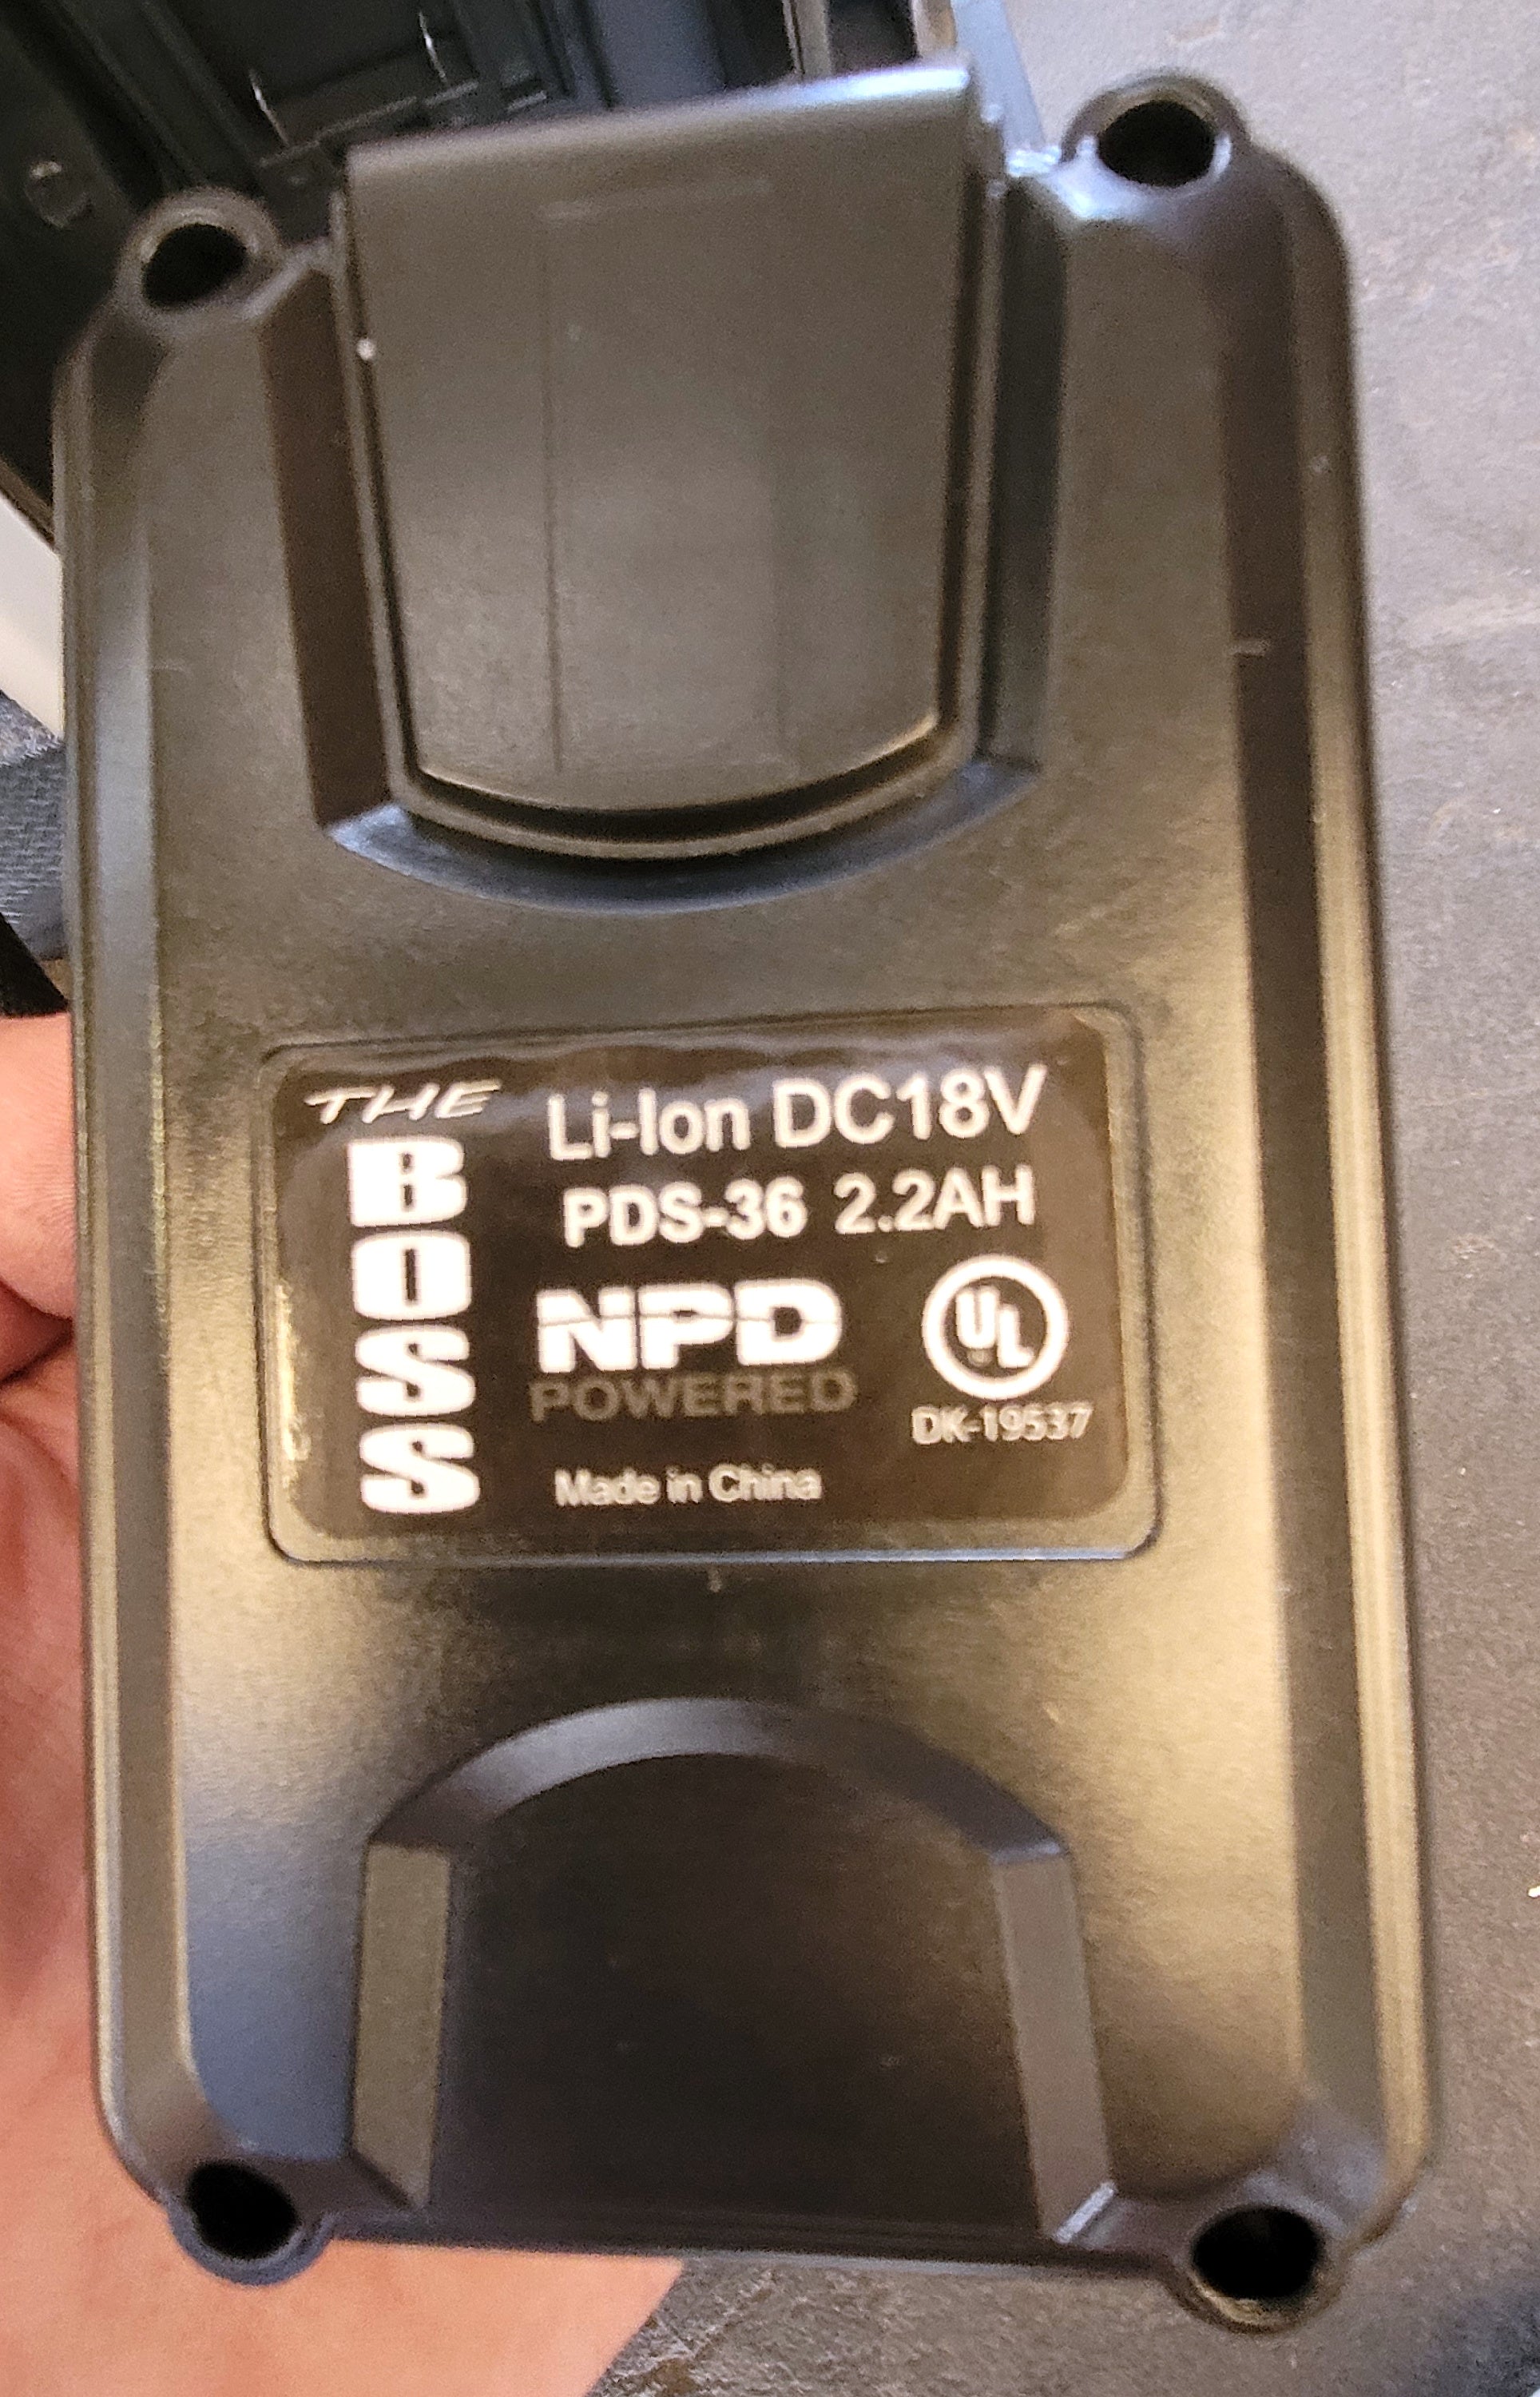 THE
BOSS
Li-Ion DC18V
PDS-36 2.2AH
NPD
POWERED
UL
DK-19537
Made in China